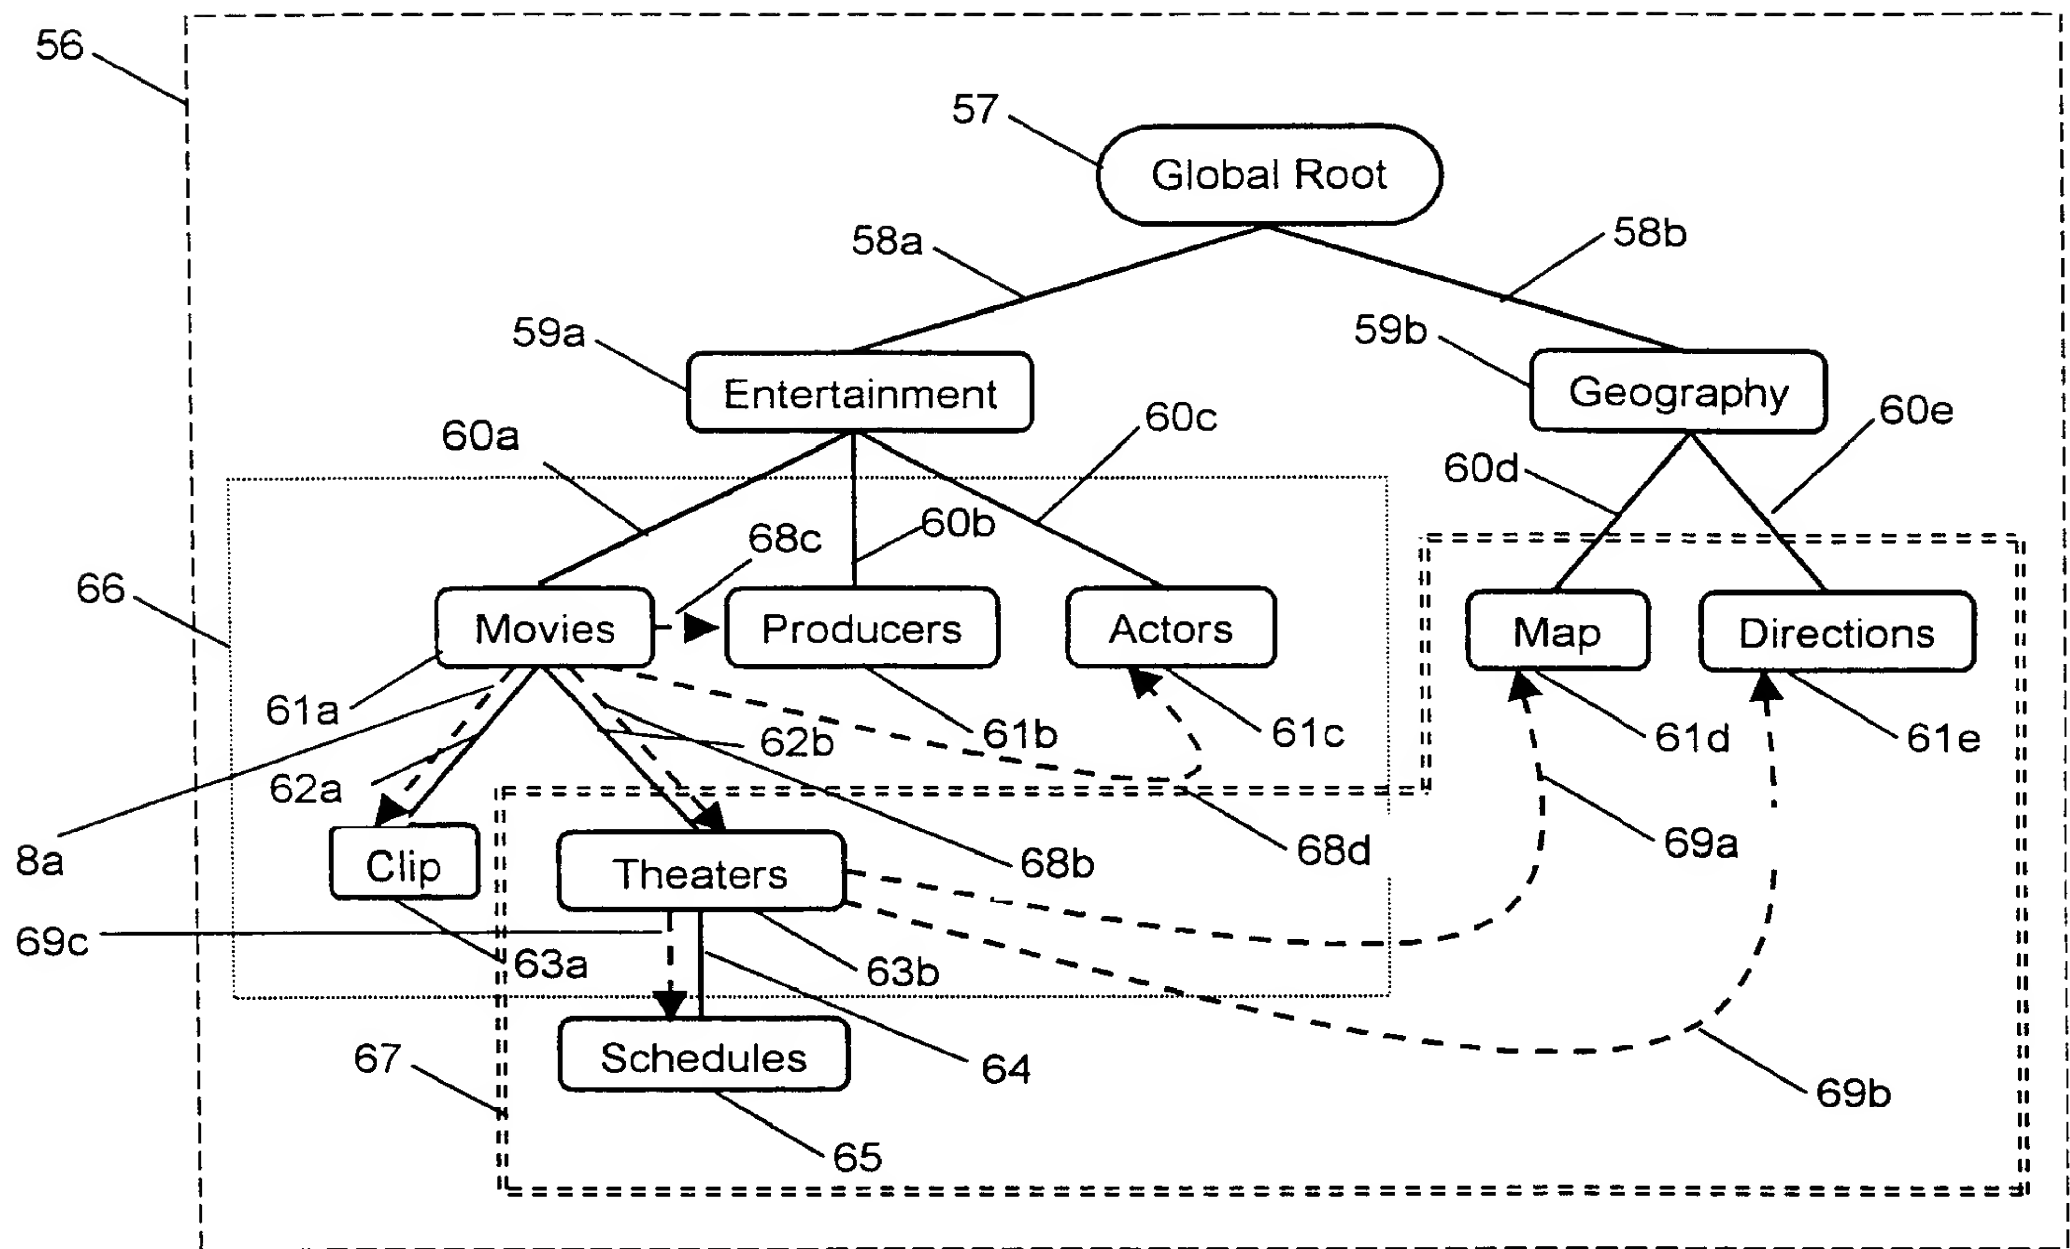 56
57
Global Root
58a
58b
59a
59b
Entertainment
Geography
60a
60c
60e
60d
68c
60b
66
Movies
Producers
Actors
Map
Directions
61a
61b
61c
61d
61e
62a
62b
8a
Clip
Theaters
68b
68d
69a
69c
63a
63b
67
Schedules
64
69b
65